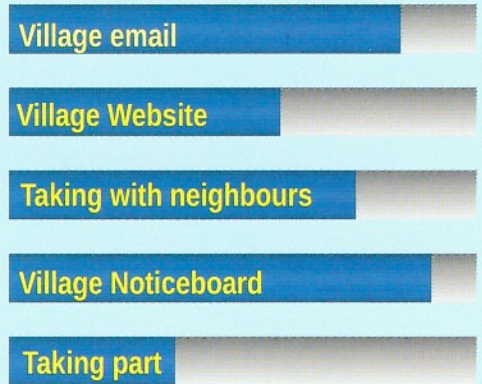 Village email
Village Website
Taking with neighbours
Village Noticeboard
Taking part